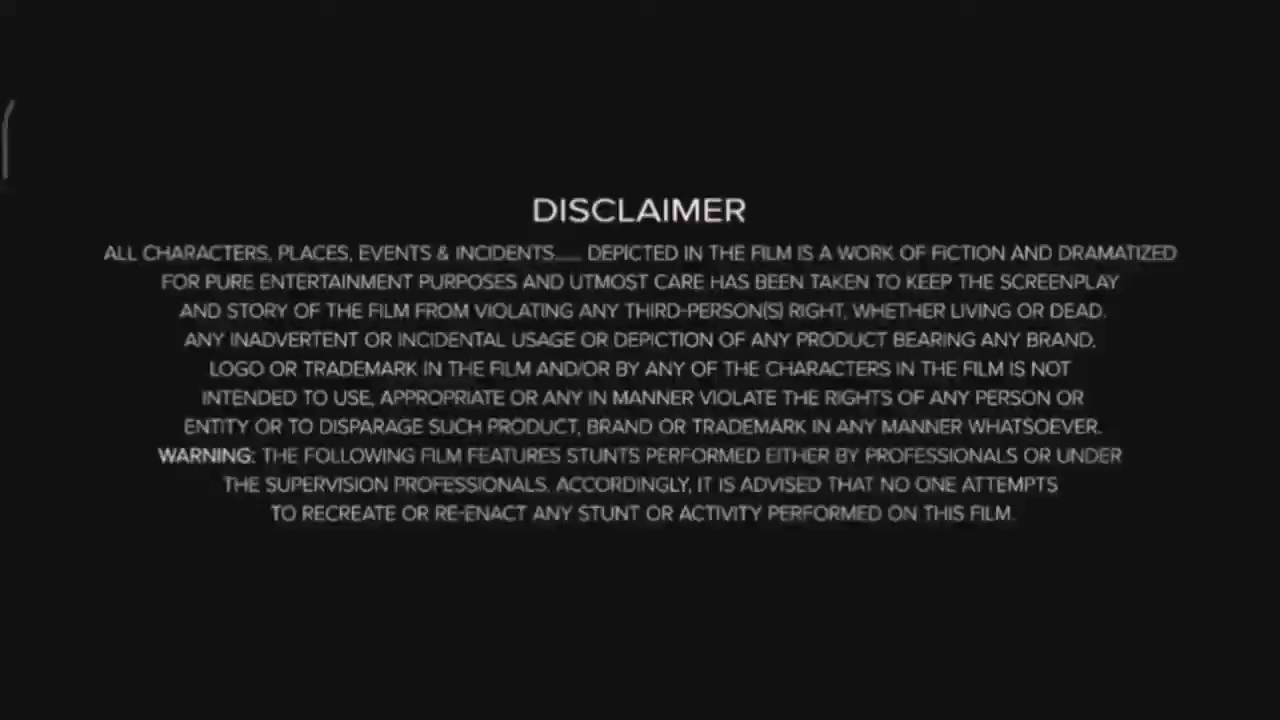 DISCLAIMER
ALL CHARACTERS, PLACES, EVENTS & INCIDENTS..... DEPICTED IN THE FILM IS A WORK OF FICTION AND DRAMATIZED
FOR PURE ENTERTAINMENT PURPOSES AND UTMOST CARE HAS BEEN TAKEN TO KEEP THE SCREENPLAY
AND STORY OF THE FILM FROM VIOLATING ANY THIRD-PERSON(S) RIGHT, WHETHER LIVING OR DEAD.
ANY INADVERTENT OR INCIDENTAL USAGE OR DEPICTION OF ANY PRODUCT BEARING ANY BRAND,
LOGO OR TRADEMARK IN THE FILM AND/OR BY ANY OF THE CHARACTERS IN THE FILM IS NOT
INTENDED TO USE, APPROPRIATE OR ANY IN MANNER VIOLATE THE RIGHTS OF ANY PERSON OR
ENTITY OR TO DISPARAGE SUCH PRODUCT, BRAND OR TRADEMARK IN ANY MANNER WHATSOEVER.
WARNING: THE FOLLOWING FILM FEATURES STUNTS PERFORMED EITHER BY PROFESSIONALS OR UNDER
THE SUPERVISION PROFESSIONALS. ACCORDINGLY, IT IS ADVISED THAT NO ONE ATTEMPTS
TO RECREATE OR RE-ENACT ANY STUNT OR ACTIVITY PERFORMED ON THIS FILM.